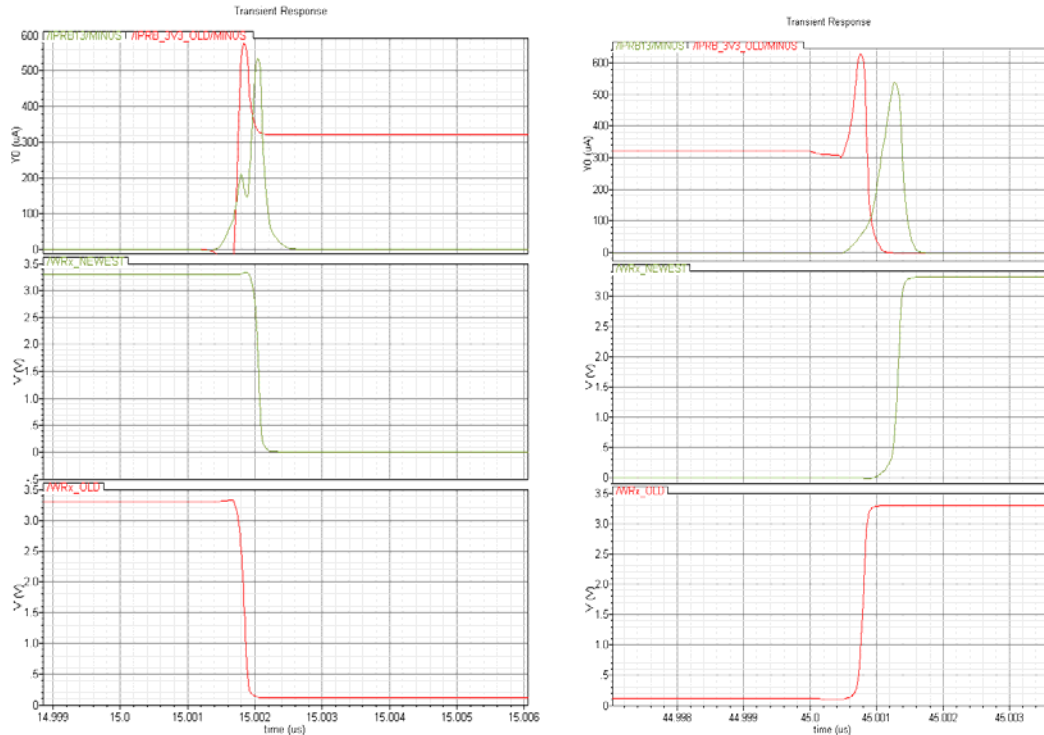 Transient Response
/IPRB13/MINUS /IPRB_3V3_OLD/MINUS
600
500
400
300
200
100
0
Y0 (uA)
/WRx_NEWEST
3.5
3.0
2.5
2.0
1.5
1.0
.5
0
-.5
V (V)
/WRx_OLD
3.5
3.0
2.5
2.0
1.5
1.0
.5
0
V (V)
14.999 15.0 15.001 15.002 15.003 15.004 15.005 15.006
time (us)
Transient Response
/IPRB13/MINUS /IPRB_3V3_OLD/MINUS
600
500
400
300
200
100
0
Y0 (uA)
/WRx_NEWEST
3.0
2.5
2.0
1.5
1.0
.5
0
V (V)
/WRx_OLD
3.5
3.0
2.5
2.0
1.5
1.0
.5
0
V (V)
44.998 44.999 45.0 45.001 45.002 45.003
time (us)